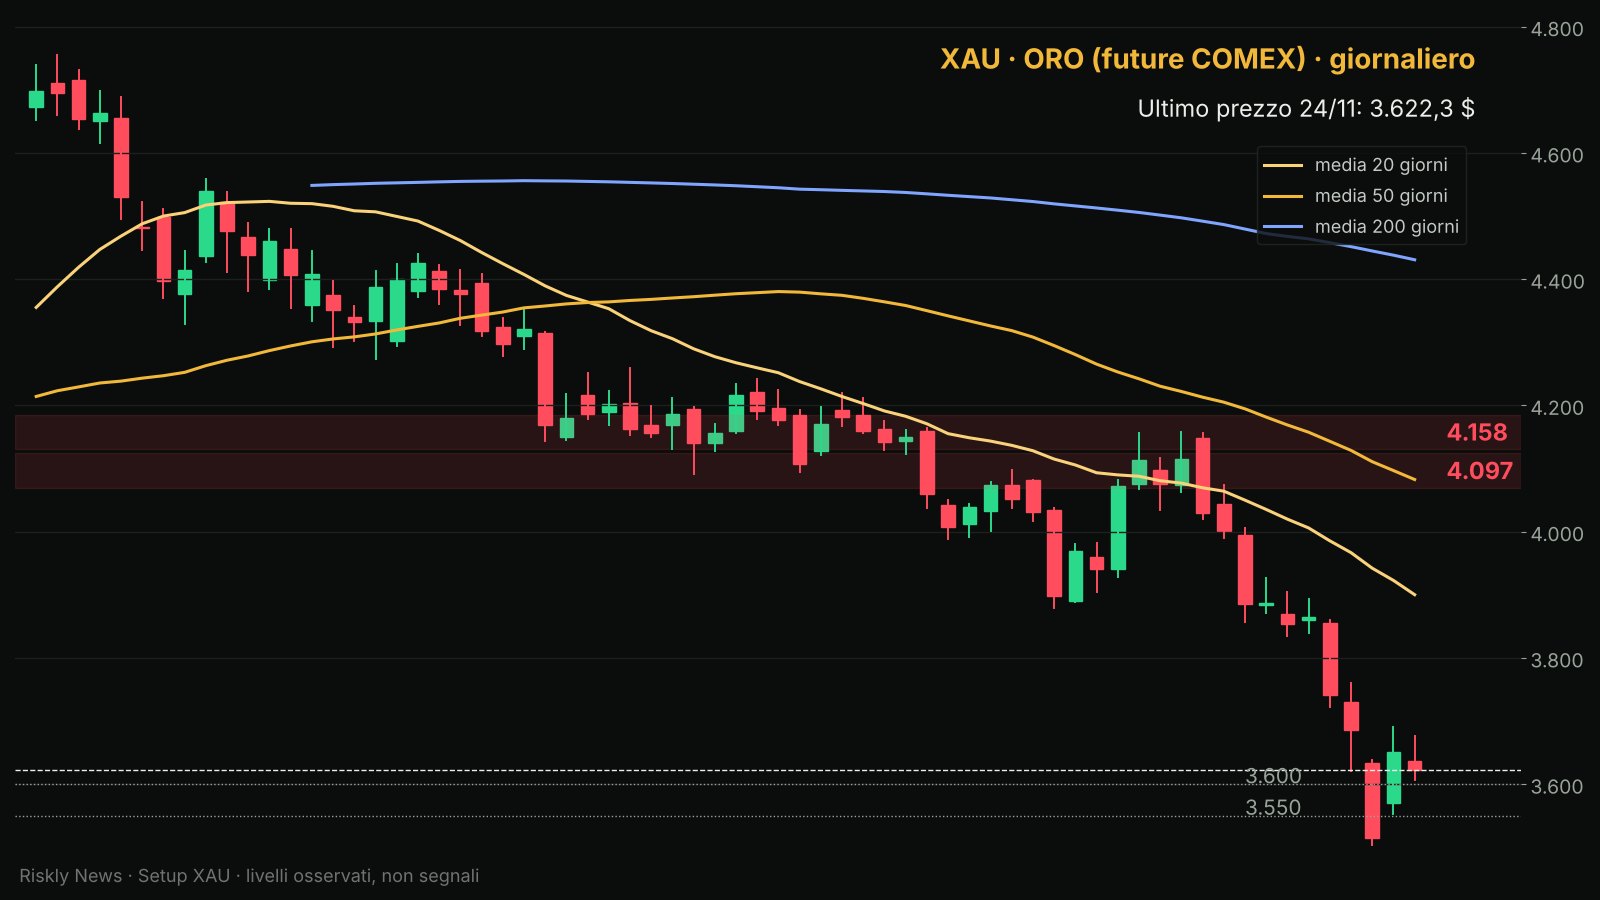 4.800
XAU · ORO (future COMEX) · giornaliero
Ultimo prezzo 24/11: 3.622,3 $
4.600
media 20 giorni
media 50 giorni
media 200 giorni
4.400
4.200
4.158
4.097
4.000
3.800
3.600
3.600
3.550
Riskly News · Setup XAU · livelli osservati, non segnali